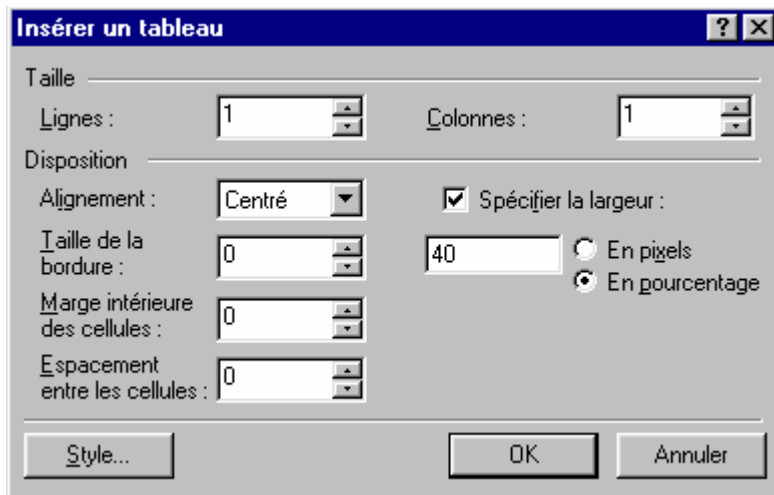 Insérer un tableau
Taille
Lignes : 1 Colonnes : 1
Disposition
Alignement : Centré Spécifier la largeur :
Taille de la
bordure : 0 40 En pixels
En pourcentage
Marge intérieure
des cellules : 0
Espacement
entre les cellules : 0
Style... OK Annuler